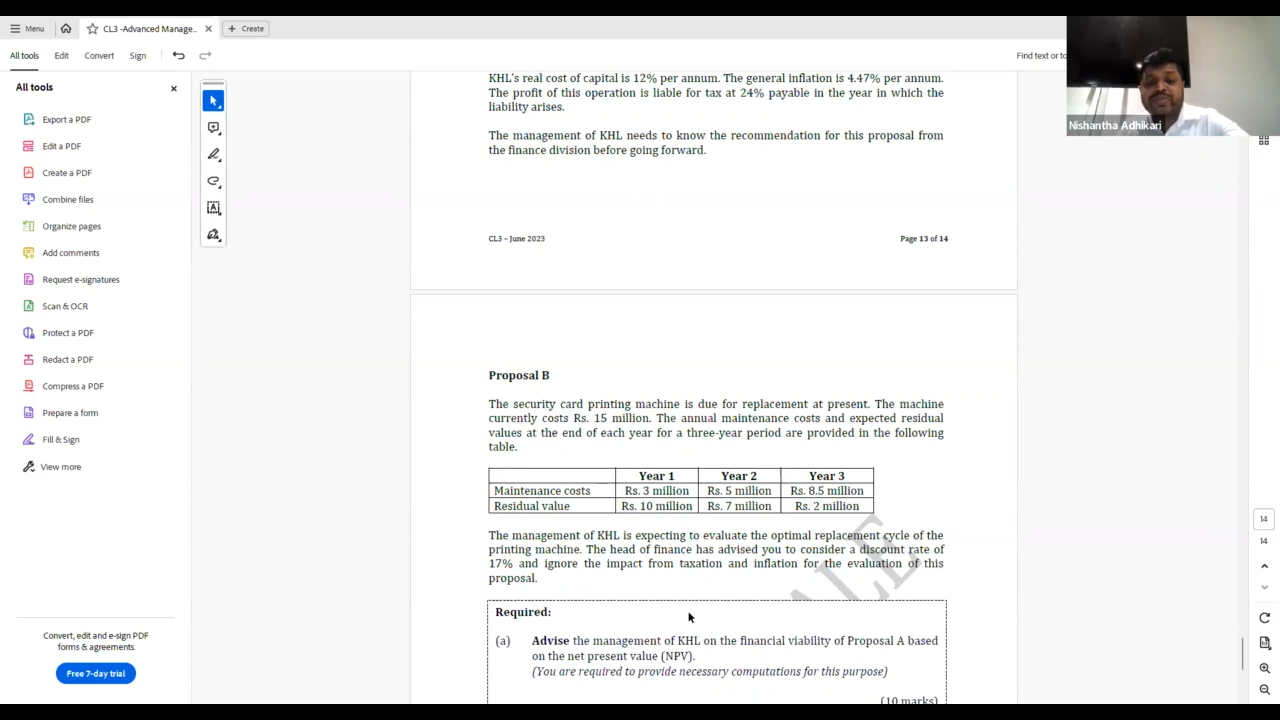 Menu
CL3 -Advanced Manage...
Create
All tools
Edit
Convert
Sign
Find text or to
All tools
Export a PDF
Edit a PDF
Create a PDF
Combine files
Organize pages
Add comments
Request e-signatures
Scan & OCR
Protect a PDF
Redact a PDF
Compress a PDF
Prepare a form
Fill & Sign
View more
Convert, edit and e-sign PDF
forms & agreements.
Free 7-day trial
KHL's real cost of capital is 12% per annum. The general inflation is 4.47% per annum.
The profit of this operation is liable for tax at 24% payable in the year in which the
liability arises.
The management of KHL needs to know the recommendation for this proposal from
the finance division before going forward.
CL3 – June 2023
Page 13 of 14
Proposal B
The security card printing machine is due for replacement at present. The machine
currently costs Rs. 15 million. The annual maintenance costs and expected residual
values at the end of each year for a three-year period are provided in the following
table.
Year 1 Year 2 Year 3
Maintenance costs Rs. 3 million Rs. 5 million Rs. 8.5 million
Residual value Rs. 10 million Rs. 7 million Rs. 2 million
The management of KHL is expecting to evaluate the optimal replacement cycle of the
printing machine. The head of finance has advised you to consider a discount rate of
17% and ignore the impact from taxation and inflation for the evaluation of this
proposal.
Required:
(a) Advise the management of KHL on the financial viability of Proposal A based
on the net present value (NPV).
(You are required to provide necessary computations for this purpose)
(10 marks)
Nishantha Adhikari
14
14